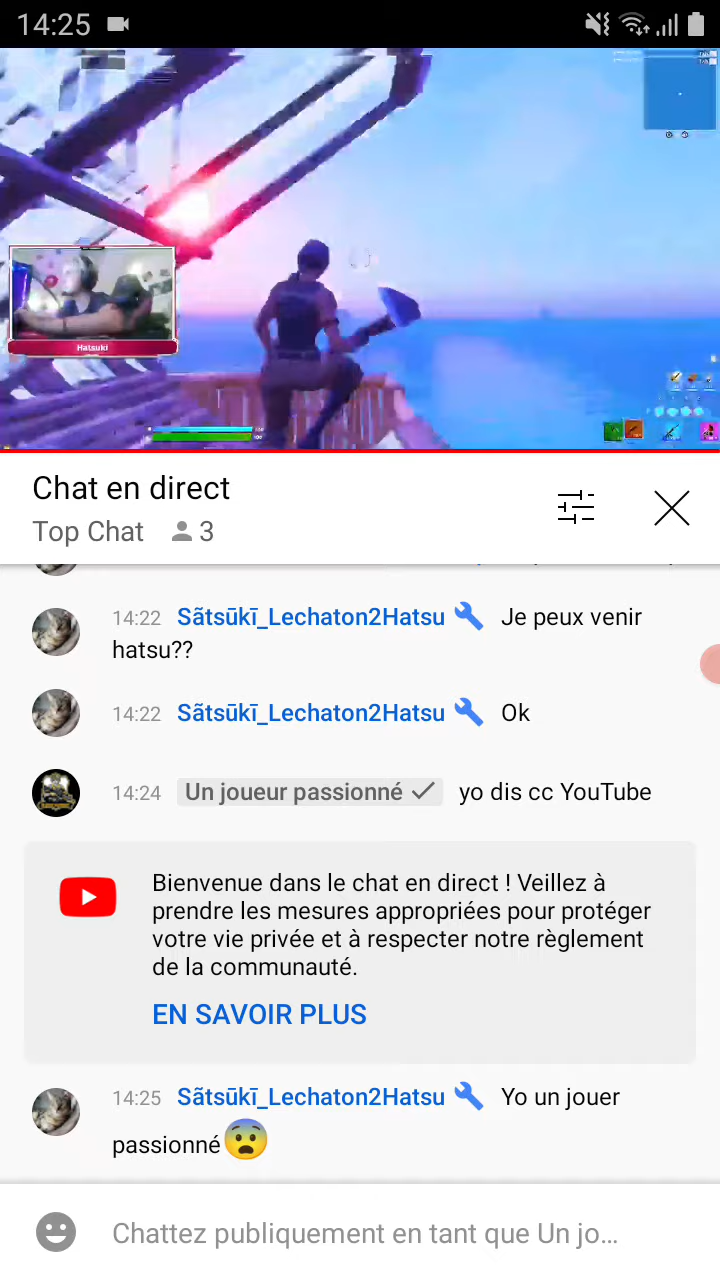 14:25
Hatsuki
Chat en direct
Top Chat 3
14:22 Sãtsūkī_Lechaton2Hatsu Je peux venir
hatsu??
14:22 Sãtsūkī_Lechaton2Hatsu Ok
14:24 Un joueur passionné yo dis cc YouTube
Bienvenue dans le chat en direct ! Veillez à
prendre les mesures appropriées pour protéger
votre vie privée et à respecter notre règlement
de la communauté.
EN SAVOIR PLUS
14:25 Sãtsūkī_Lechaton2Hatsu Yo un jouer
passionné😨
Chattez publiquement en tant que Un jo…